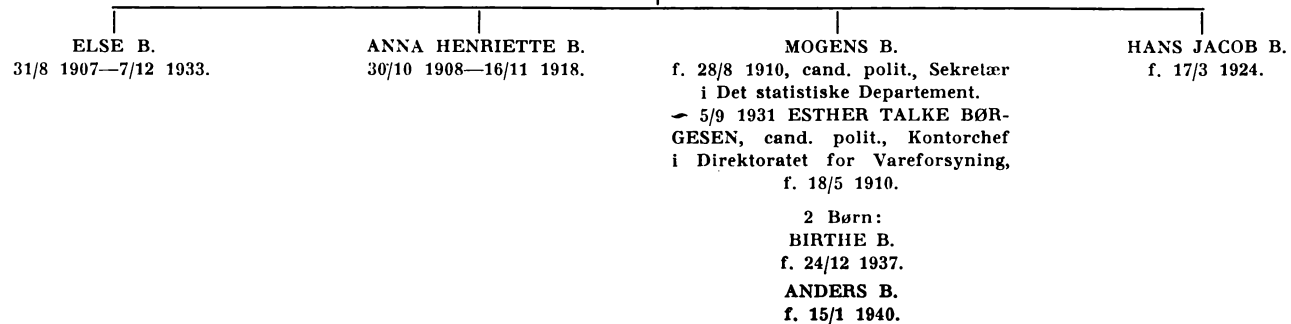 ELSE B.
31/8 1907—7/12 1933.
ANNA HENRIETTE B.
30/10 1908—16/11 1918.
MOGENS B.
f. 28/8 1910, cand. polit., Sekretær
i Det statistiske Departement.
⚭ 5/9 1931 ESTHER TALKE BØR-
GESEN, cand. polit., Kontorchef
i Direktoratet for Vareforsyning,
f. 18/5 1910.
2 Børn:
BIRTHE B.
f. 24/12 1937.
ANDERS B.
f. 15/1 1940.
HANS JACOB B.
f. 17/3 1924.